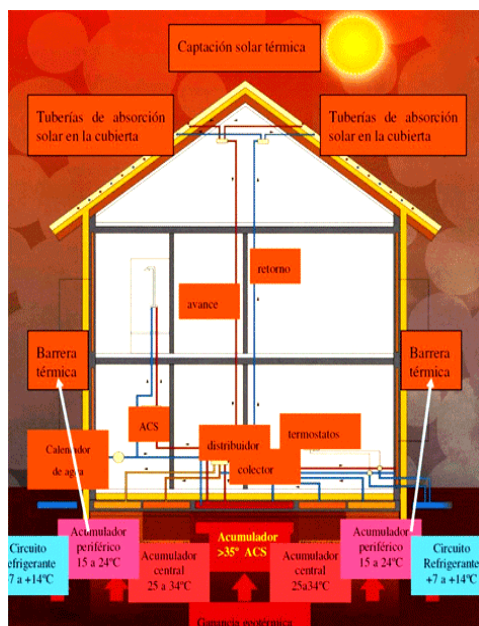 Captación solar térmica
Tuberías de absorción
solar en la cubierta
Tuberías de absorción
solar en la cubierta
retorno
avance
Barrera
térmica
Barrera
térmica
ACS
distribuidor
termostatos
Calentador
de agua
colector
Circuito
Refrigerante
+7 a +14ºC
Acumulador
periférico
15 a 24ºC
Acumulador
central
25 a 34ºC
Acumulador
>35º ACS
Acumulador
central
25a34ºC
Acumulador
periférico
15 a 24ºC
Circuito
Refrigerante
+7 a +14ºC
Ganancia geotérmica